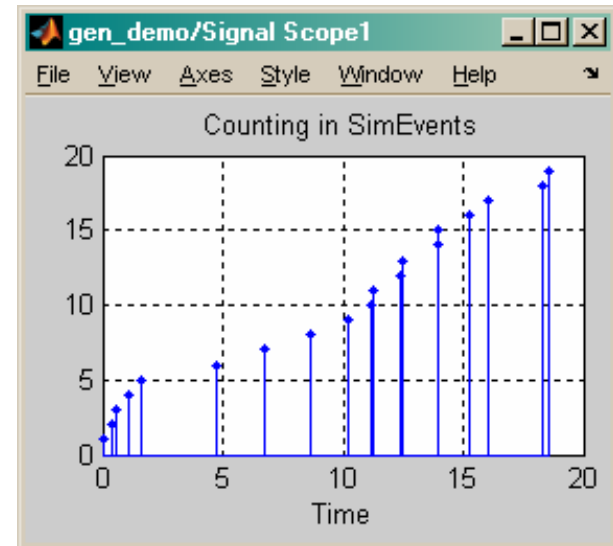 gen_demo/Signal Scope1
File View Axes Style Window Help
Counting in SimEvents
20
15
10
5
0
0 5 10 15 20
Time